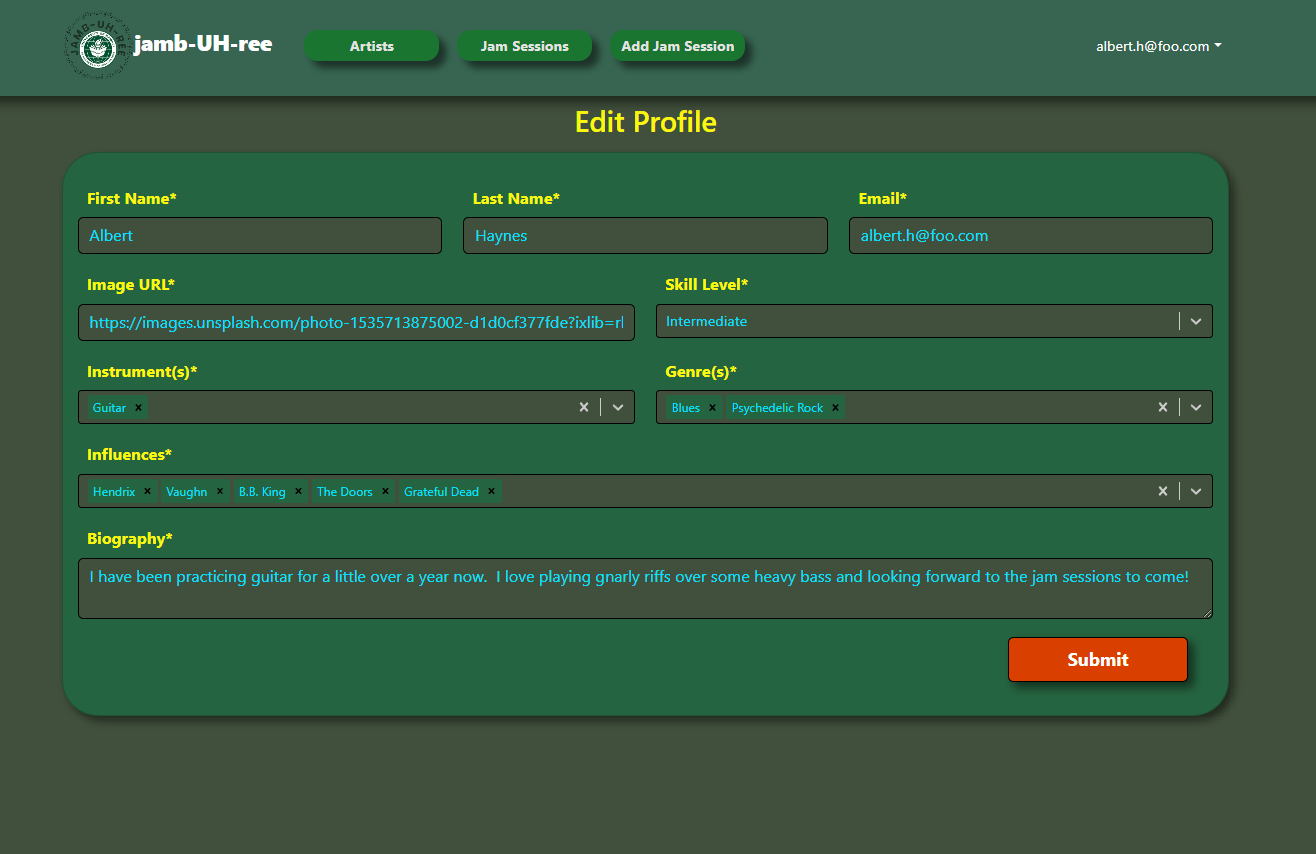 JAMB-UH-REE
jamb-UH-ree
Artists
Jam Sessions
Add Jam Session
albert.h@foo.com
Edit Profile
First Name*
Last Name*
Email*
Albert
Haynes
albert.h@foo.com
Image URL*
Skill Level*
https://images.unsplash.com/photo-1535713875002-d1d0cf377fde?ixlib=rl
Intermediate
Instrument(s)*
Genre(s)*
Guitar ×
Blues × Psychedelic Rock ×
Influences*
Hendrix × Vaughn × B.B. King × The Doors × Grateful Dead ×
Biography*
I have been practicing guitar for a little over a year now.  I love playing gnarly riffs over some heavy bass and looking forward to the jam sessions to come!
Submit